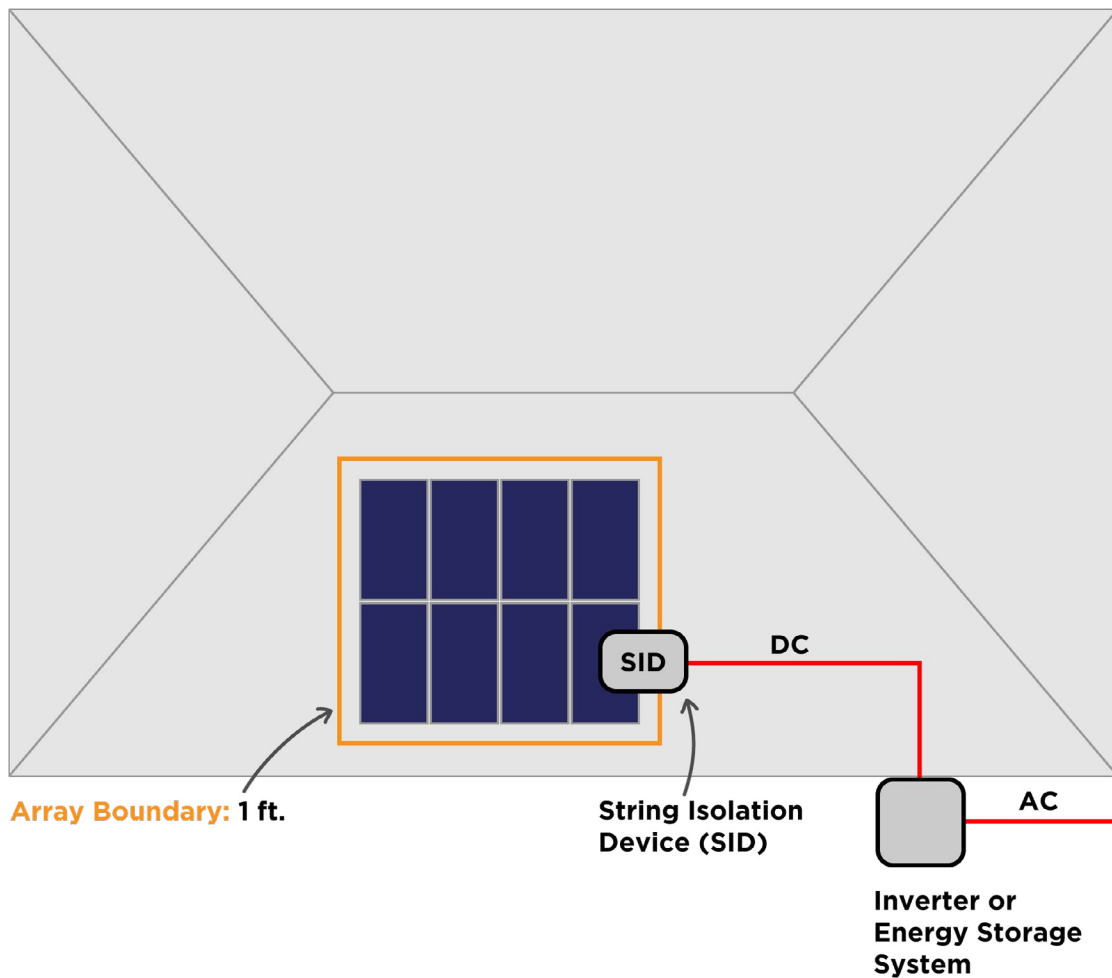 SID
DC
Array Boundary: 1 ft.
String Isolation
Device (SID)
AC
Inverter or
Energy Storage
System